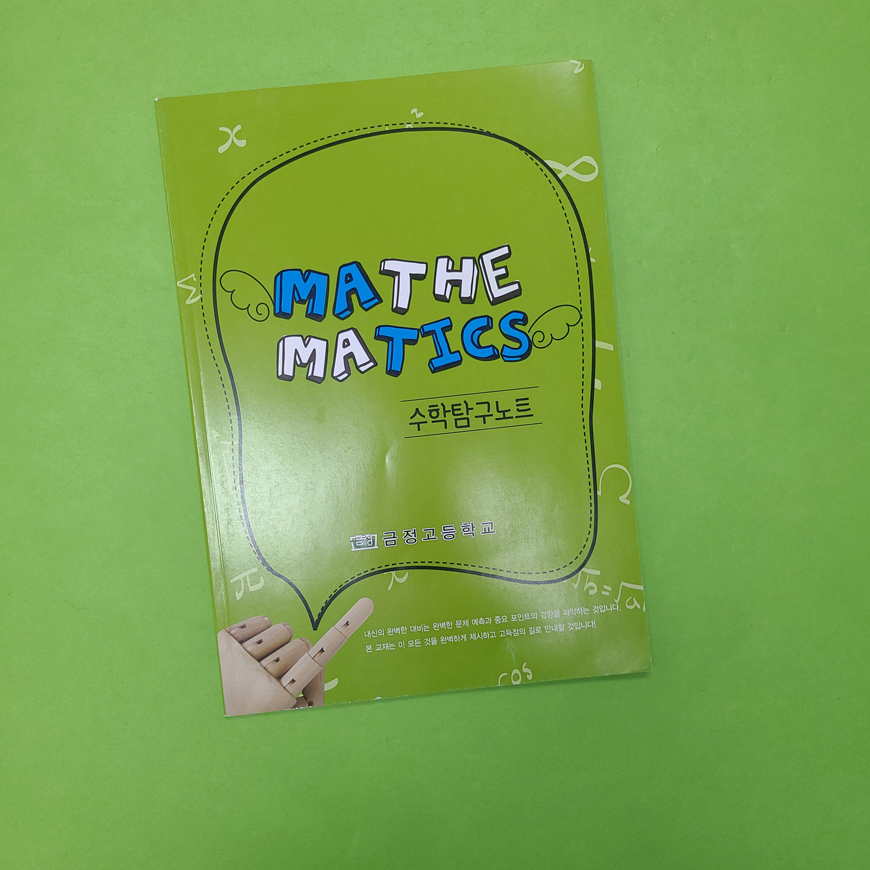 MATHE
MATICS
수학탐구노트
금정고등학교
내신의 완벽한 대비는 완벽한 문제 예측과 중요 포인트의 경향을 파악하는 것입니다.
본 교재는 이 모든 것을 완벽하게 제시하고 고득점의 길로 안내할 것입니다!
cos